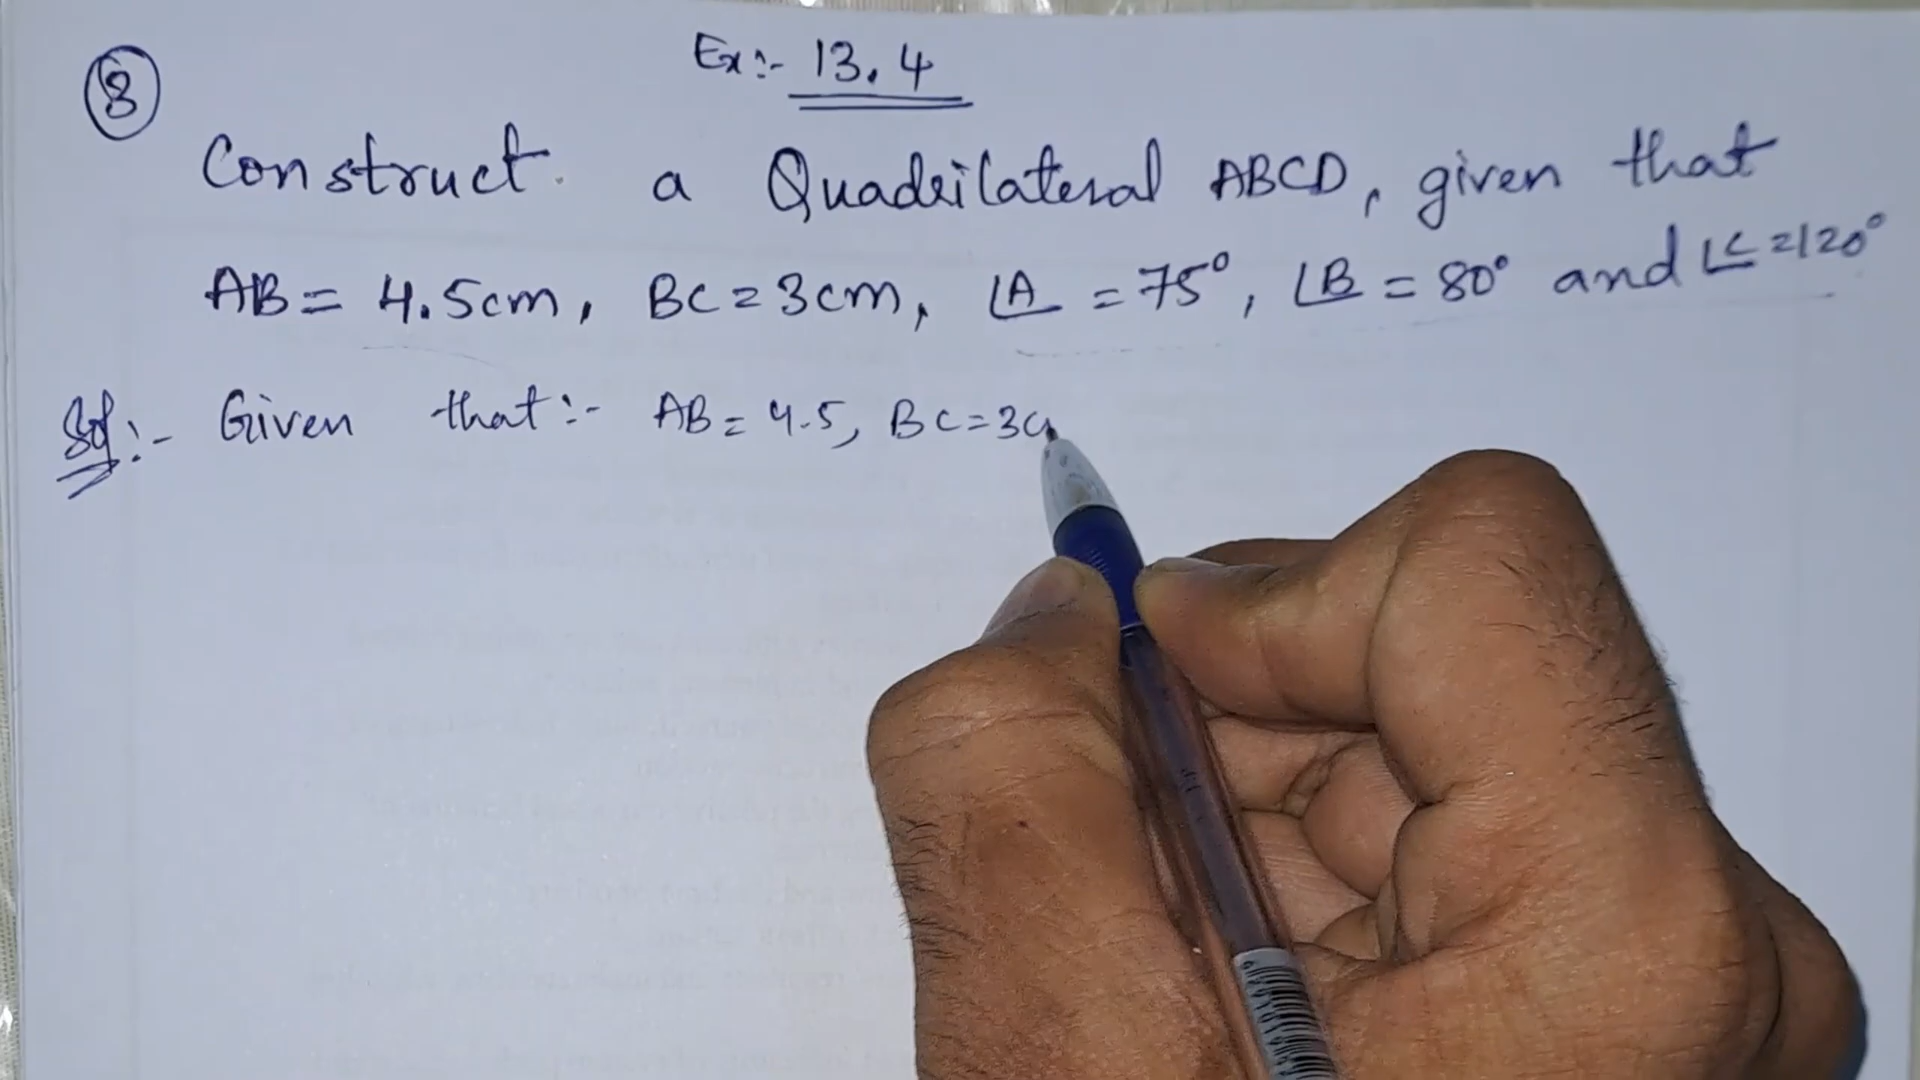 8
Ex:- 13.4
Construct a Quadrilateral ABCD, given that
AB = 4.5cm, BC = 3cm, ∠A = 75°, ∠B = 80° and ∠C = 120°
Sol:- Given that:- AB = 4.5, BC = 3c